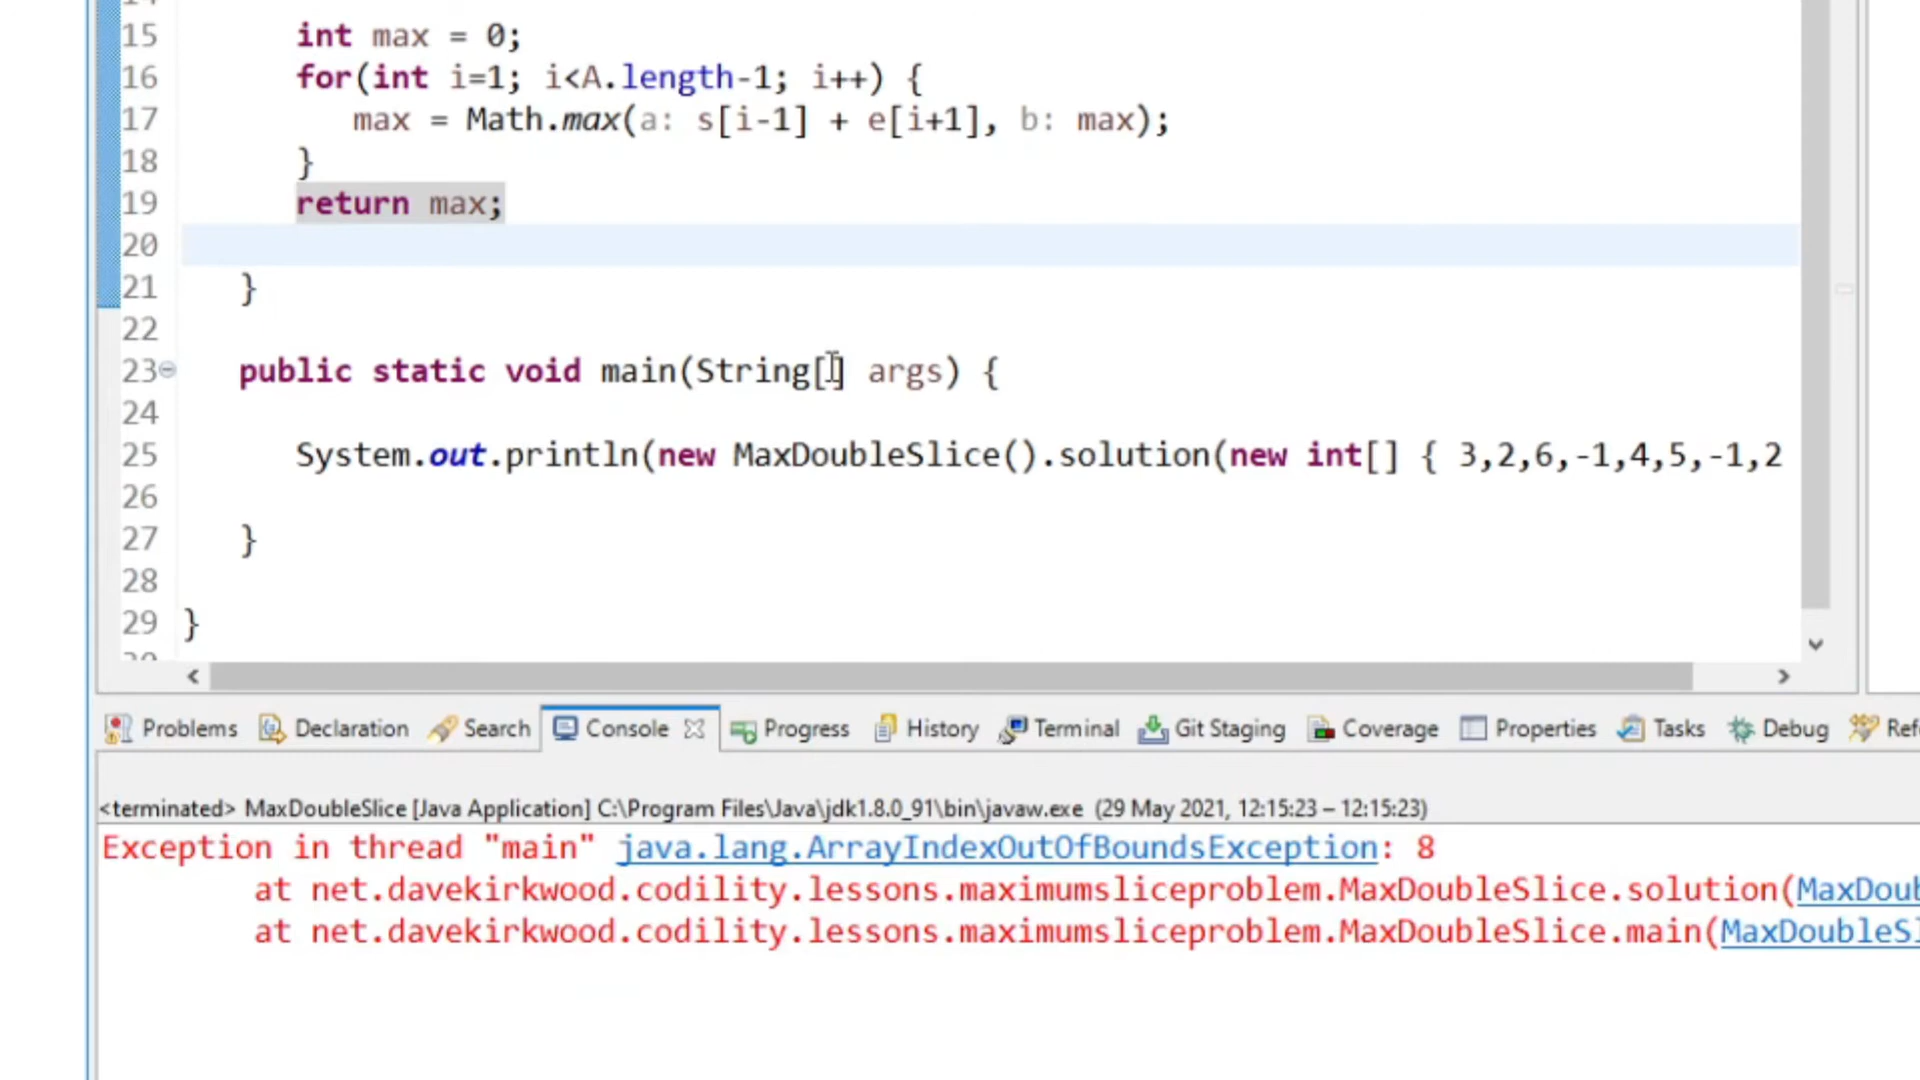 15 int max = 0;
16 for(int i=1; i<A.length-1; i++) {
17 max = Math.max(a: s[i-1] + e[i+1], b: max);
18 }
19 return max;
20
21 }
22
23 public static void main(String[] args) {
24
25 System.out.println(new MaxDoubleSlice().solution(new int[] { 3,2,6,-1,4,5,-1,2
26
27 }
28
29 }
Problems Declaration Search Console Progress History Terminal Git Staging Coverage Properties Tasks Debug
<terminated> MaxDoubleSlice [Java Application] C:\Program Files\Java\jdk1.8.0_91\bin\javaw.exe (29 May 2021, 12:15:23 – 12:15:23)
Exception in thread "main" java.lang.ArrayIndexOutOfBoundsException: 8
at net.davekirkwood.codility.lessons.maximumsliceproblem.MaxDoubleSlice.solution(MaxDoub
at net.davekirkwood.codility.lessons.maximumsliceproblem.MaxDoubleSlice.main(MaxDoubleSl